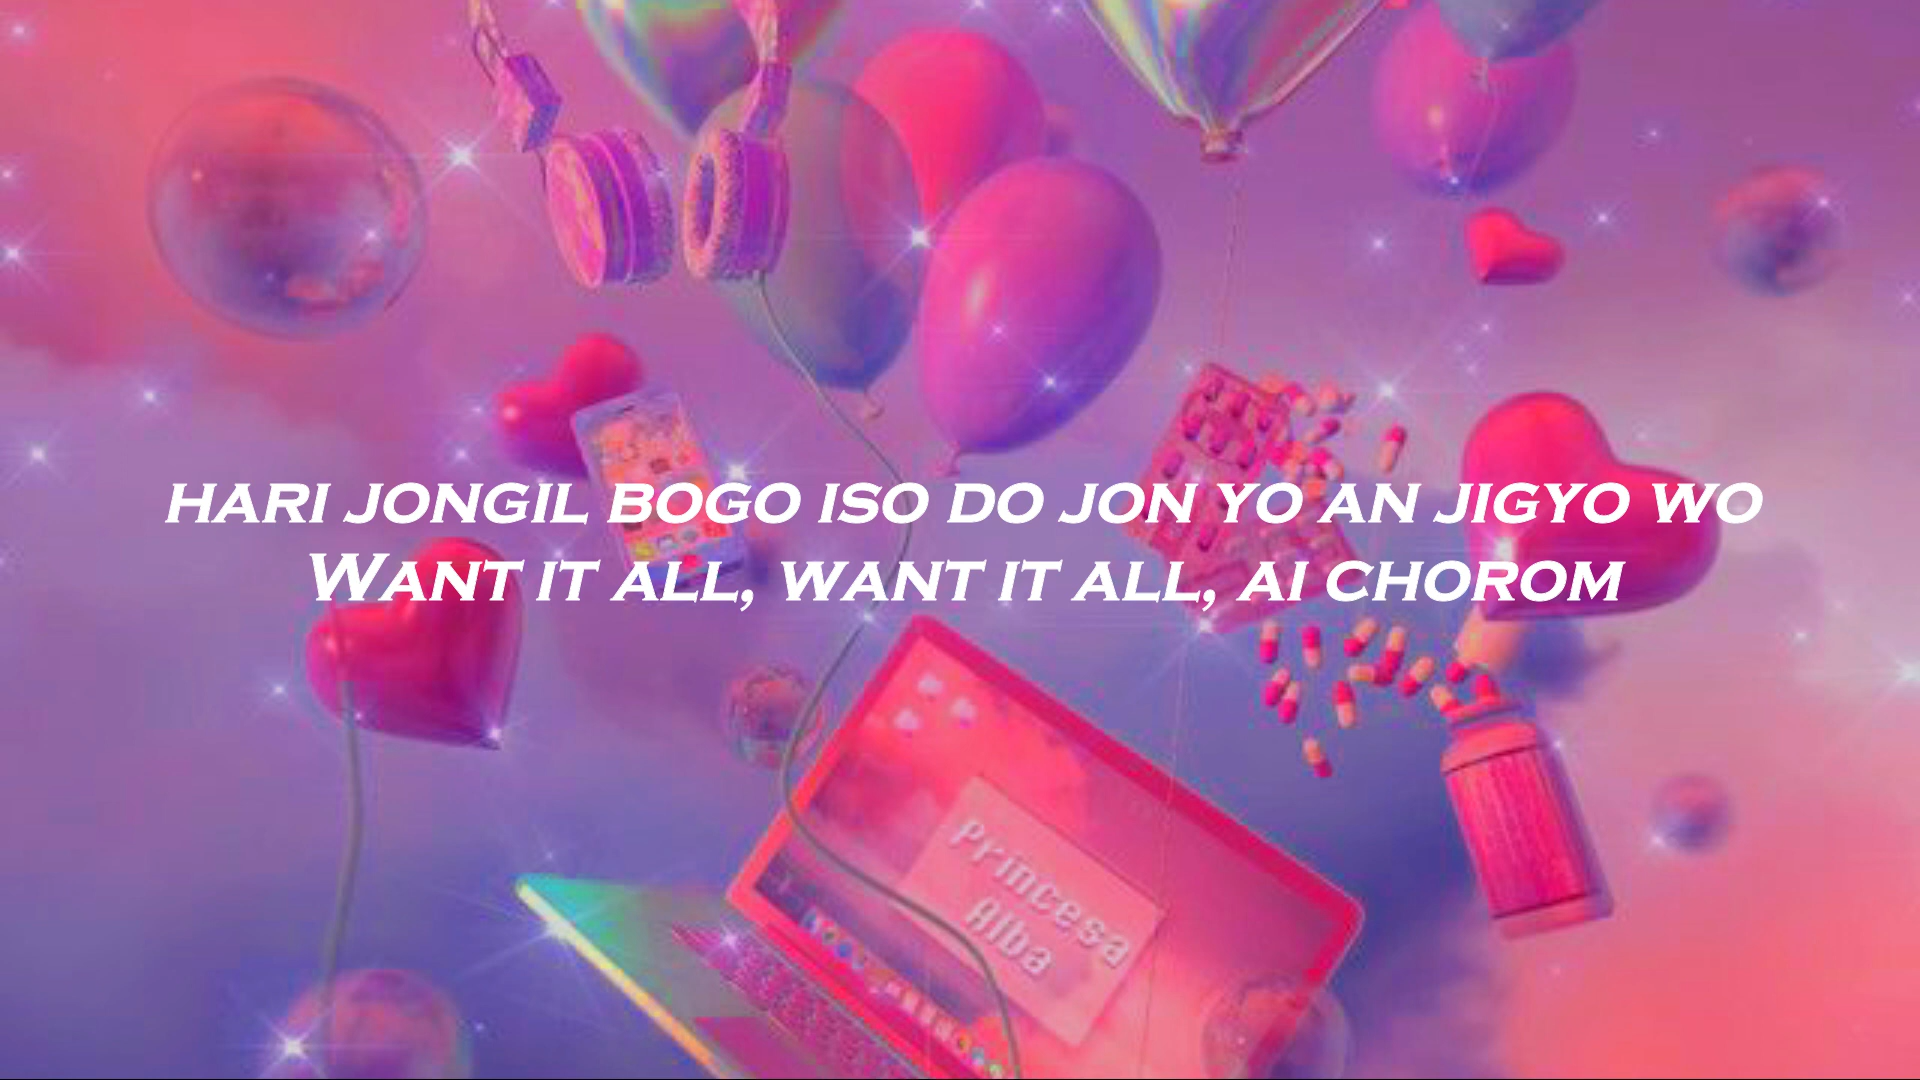 HARI JONGIL BOGO ISO DO JON YO AN JIGYO WO
WANT IT ALL, WANT IT ALL, AI CHOROM
Princesa
Alba